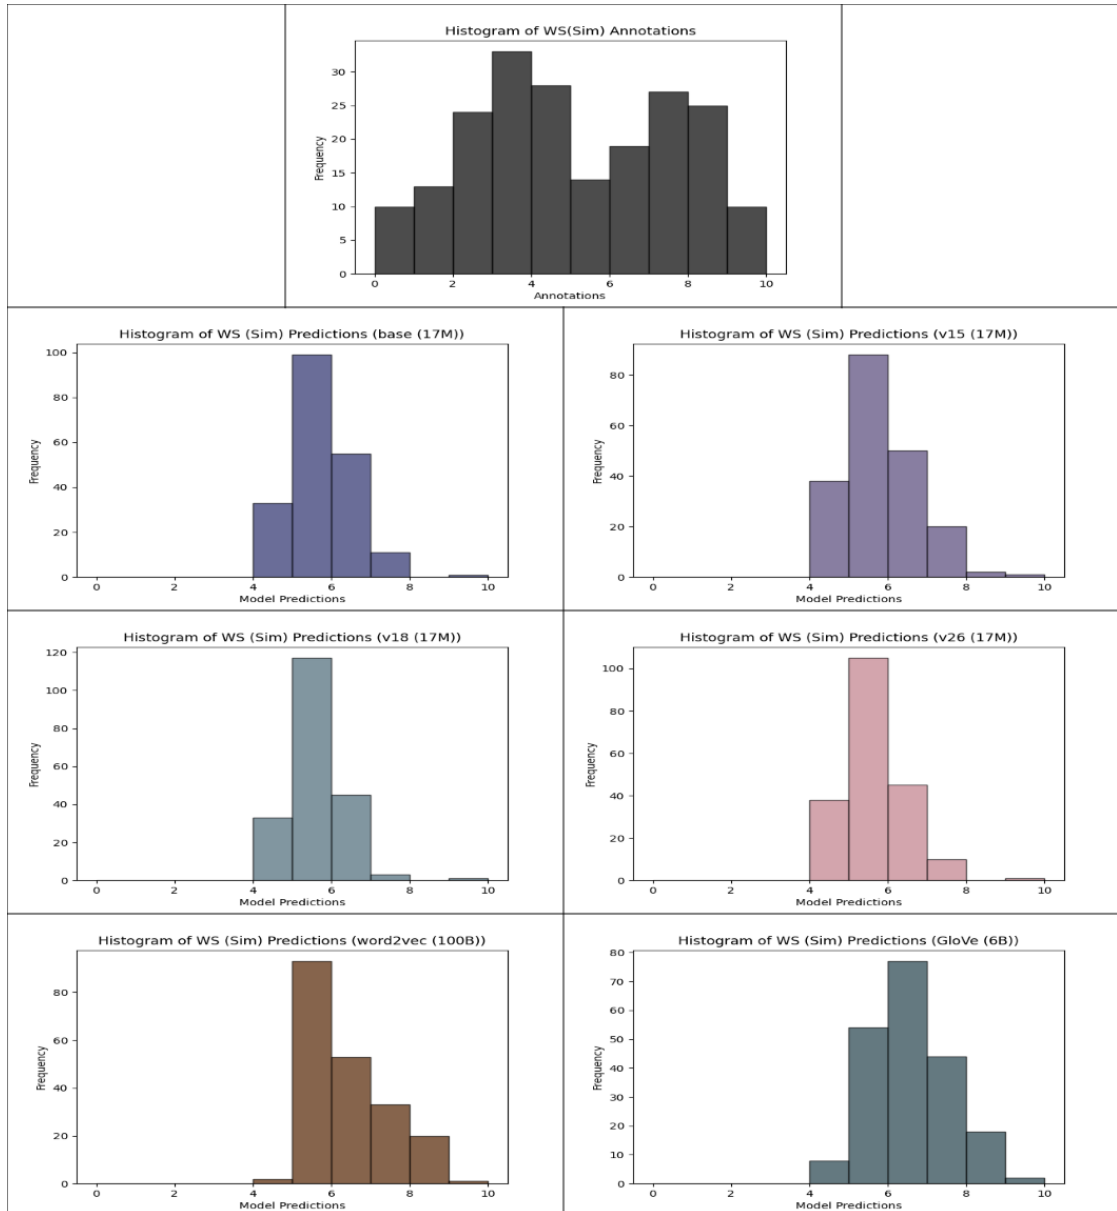 Histogram of WS(Sim) Annotations
Frequency
30
25
20
15
10
5
0
0 2 4 6 8 10
Annotations
Histogram of WS (Sim) Predictions (base (17M))
Frequency
100
80
60
40
20
0
0 2 4 6 8 10
Model Predictions
Histogram of WS (Sim) Predictions (v15 (17M))
Frequency
80
60
40
20
0
0 2 4 6 8 10
Model Predictions
Histogram of WS (Sim) Predictions (v18 (17M))
Frequency
120
100
80
60
40
20
0
0 2 4 6 8 10
Model Predictions
Histogram of WS (Sim) Predictions (v26 (17M))
Frequency
100
80
60
40
20
0
0 2 4 6 8 10
Model Predictions
Histogram of WS (Sim) Predictions (word2vec (100B))
Frequency
80
60
40
20
0
0 2 4 6 8 10
Model Predictions
Histogram of WS (Sim) Predictions (GloVe (6B))
Frequency
80
70
60
50
40
30
20
10
0
0 2 4 6 8 10
Model Predictions